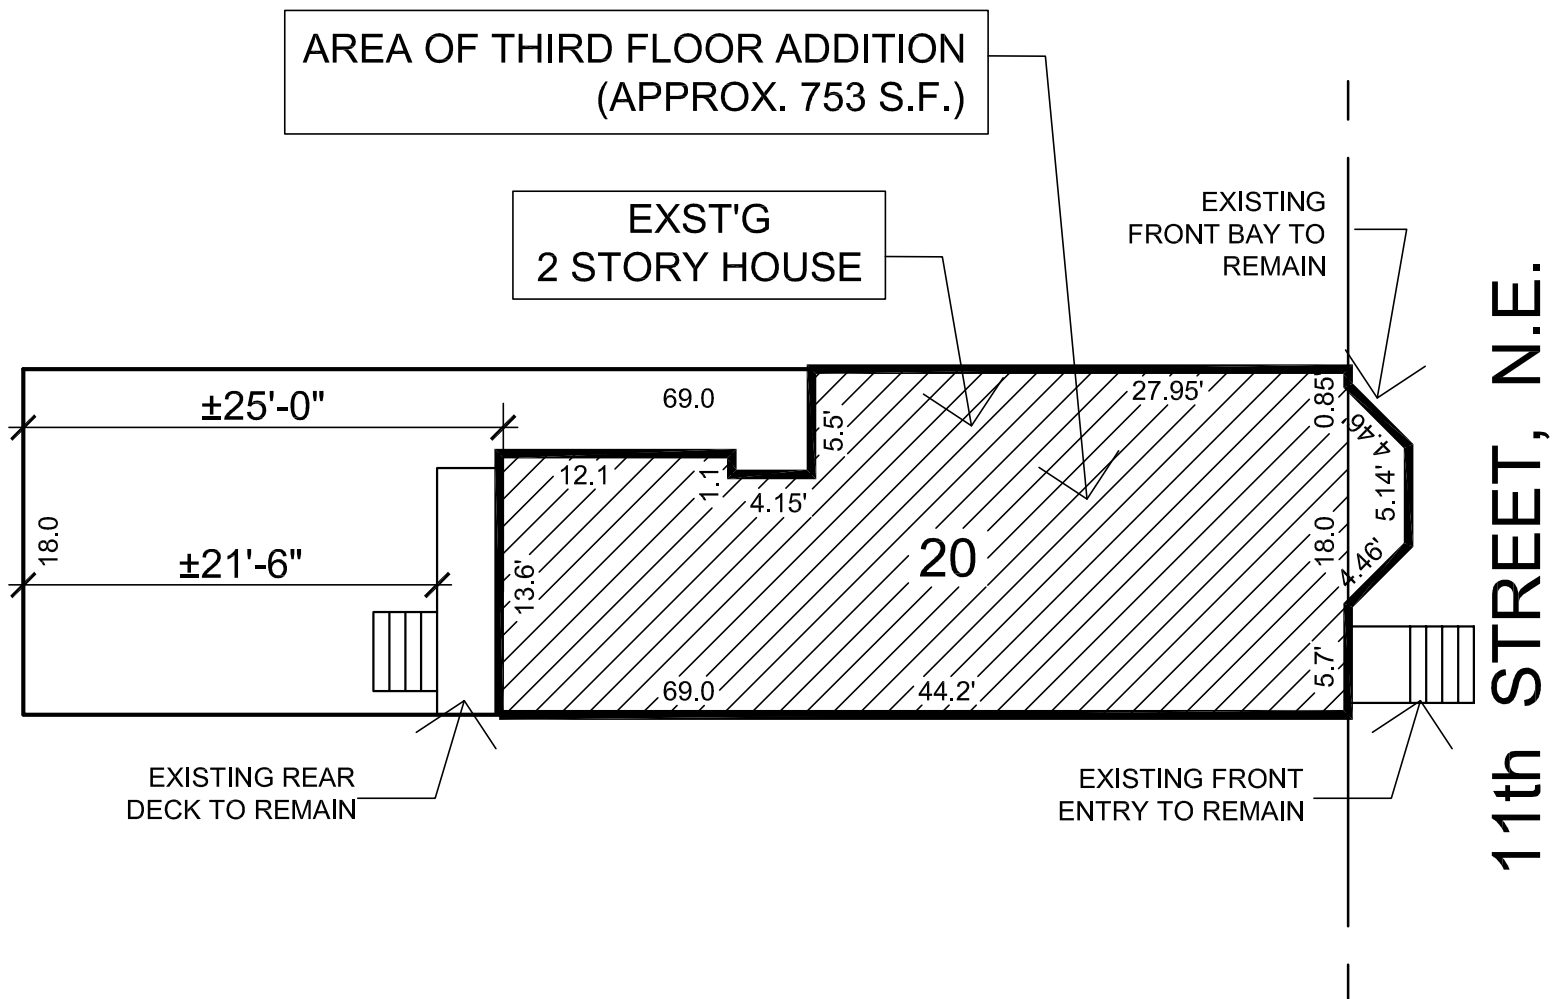 AREA OF THIRD FLOOR ADDITION
(APPROX. 753 S.F.)
EXST'G
2 STORY HOUSE
EXISTING
FRONT BAY TO
REMAIN
±25'-0"
69.0
27.95'
0.85'
4.46'
5.5'
12.1
1.1
4.15'
5.14'
18.0
±21'-6"
13.6'
20
18.0
4.46'
5.7'
69.0
44.2'
11th STREET, N.E.
EXISTING REAR
DECK TO REMAIN
EXISTING FRONT
ENTRY TO REMAIN